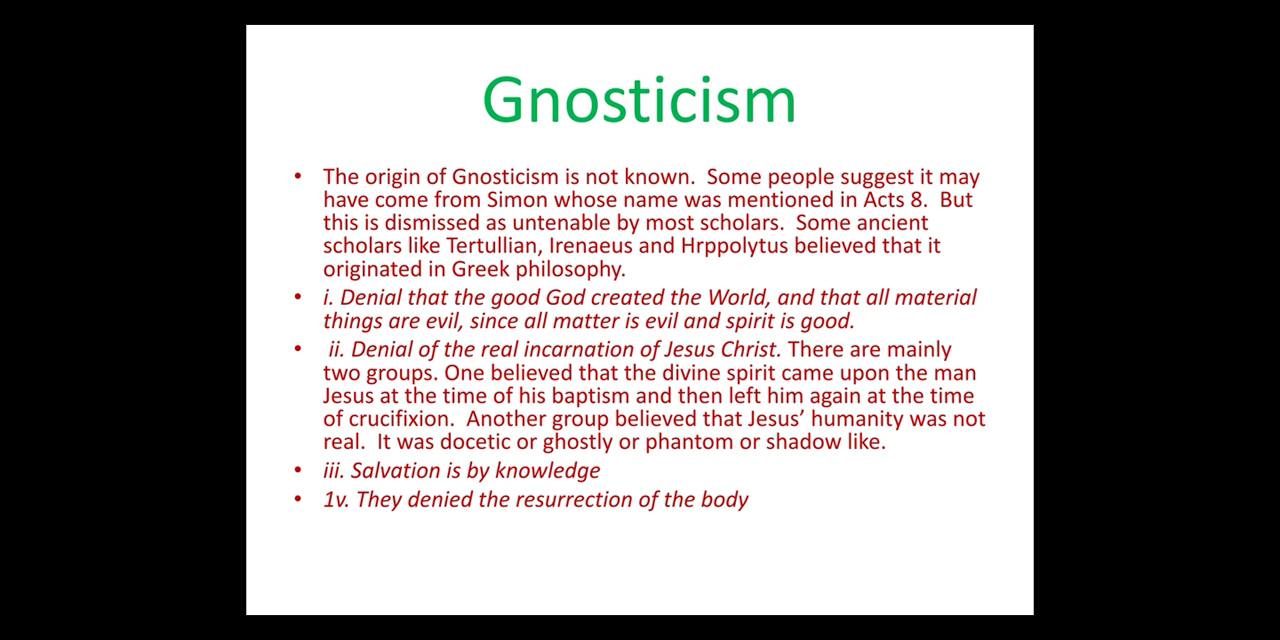 Gnosticism
• The origin of Gnosticism is not known.  Some people suggest it may
have come from Simon whose name was mentioned in Acts 8.  But
this is dismissed as untenable by most scholars.  Some ancient
scholars like Tertullian, Irenaeus and Hrppolytus believed that it
originated in Greek philosophy.
• i. Denial that the good God created the World, and that all material
things are evil, since all matter is evil and spirit is good.
• ii. Denial of the real incarnation of Jesus Christ. There are mainly
two groups. One believed that the divine spirit came upon the man
Jesus at the time of his baptism and then left him again at the time
of crucifixion.  Another group believed that Jesus’ humanity was not
real.  It was docetic or ghostly or phantom or shadow like.
• iii. Salvation is by knowledge
• 1v. They denied the resurrection of the body